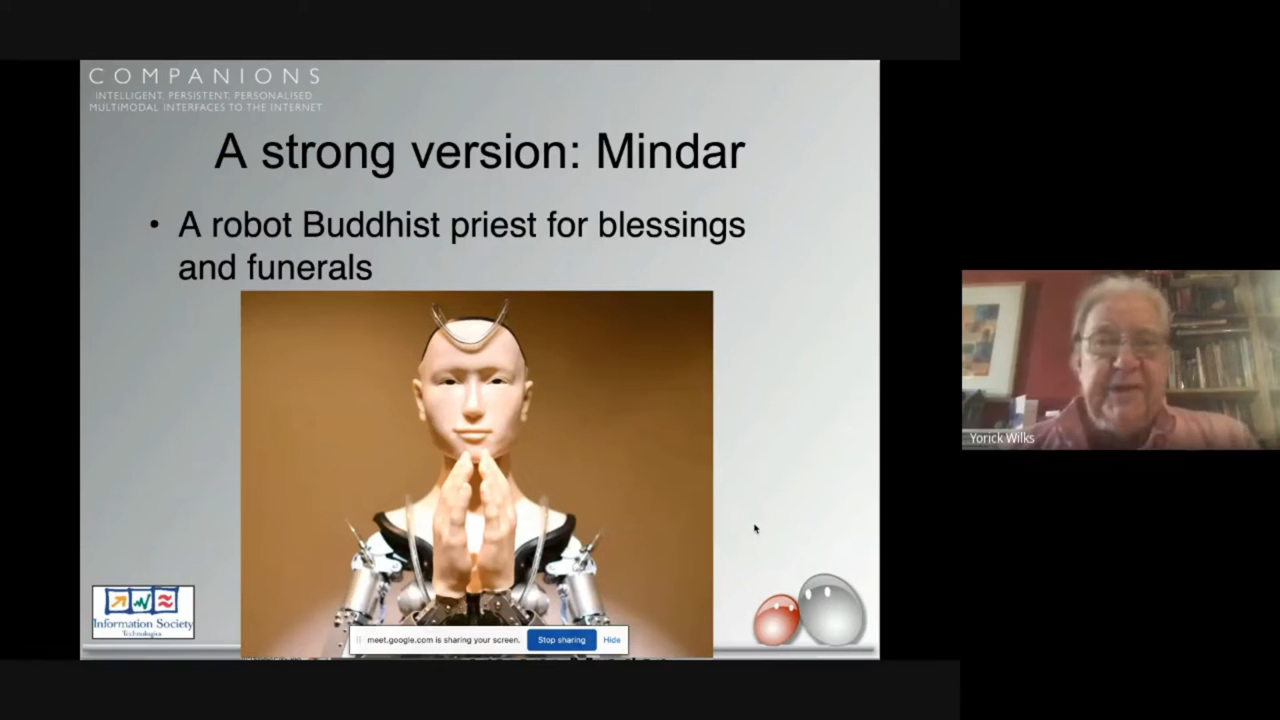 COMPANIONS
INTELLIGENT, PERSISTENT, PERSONALISED
MULTIMODAL INTERFACES TO THE INTERNET
A strong version: Mindar
• A robot Buddhist priest for blessings
and funerals
Yorick Wilks
Information Society
Technologies
meet.google.com is sharing your screen.
Stop sharing
Hide